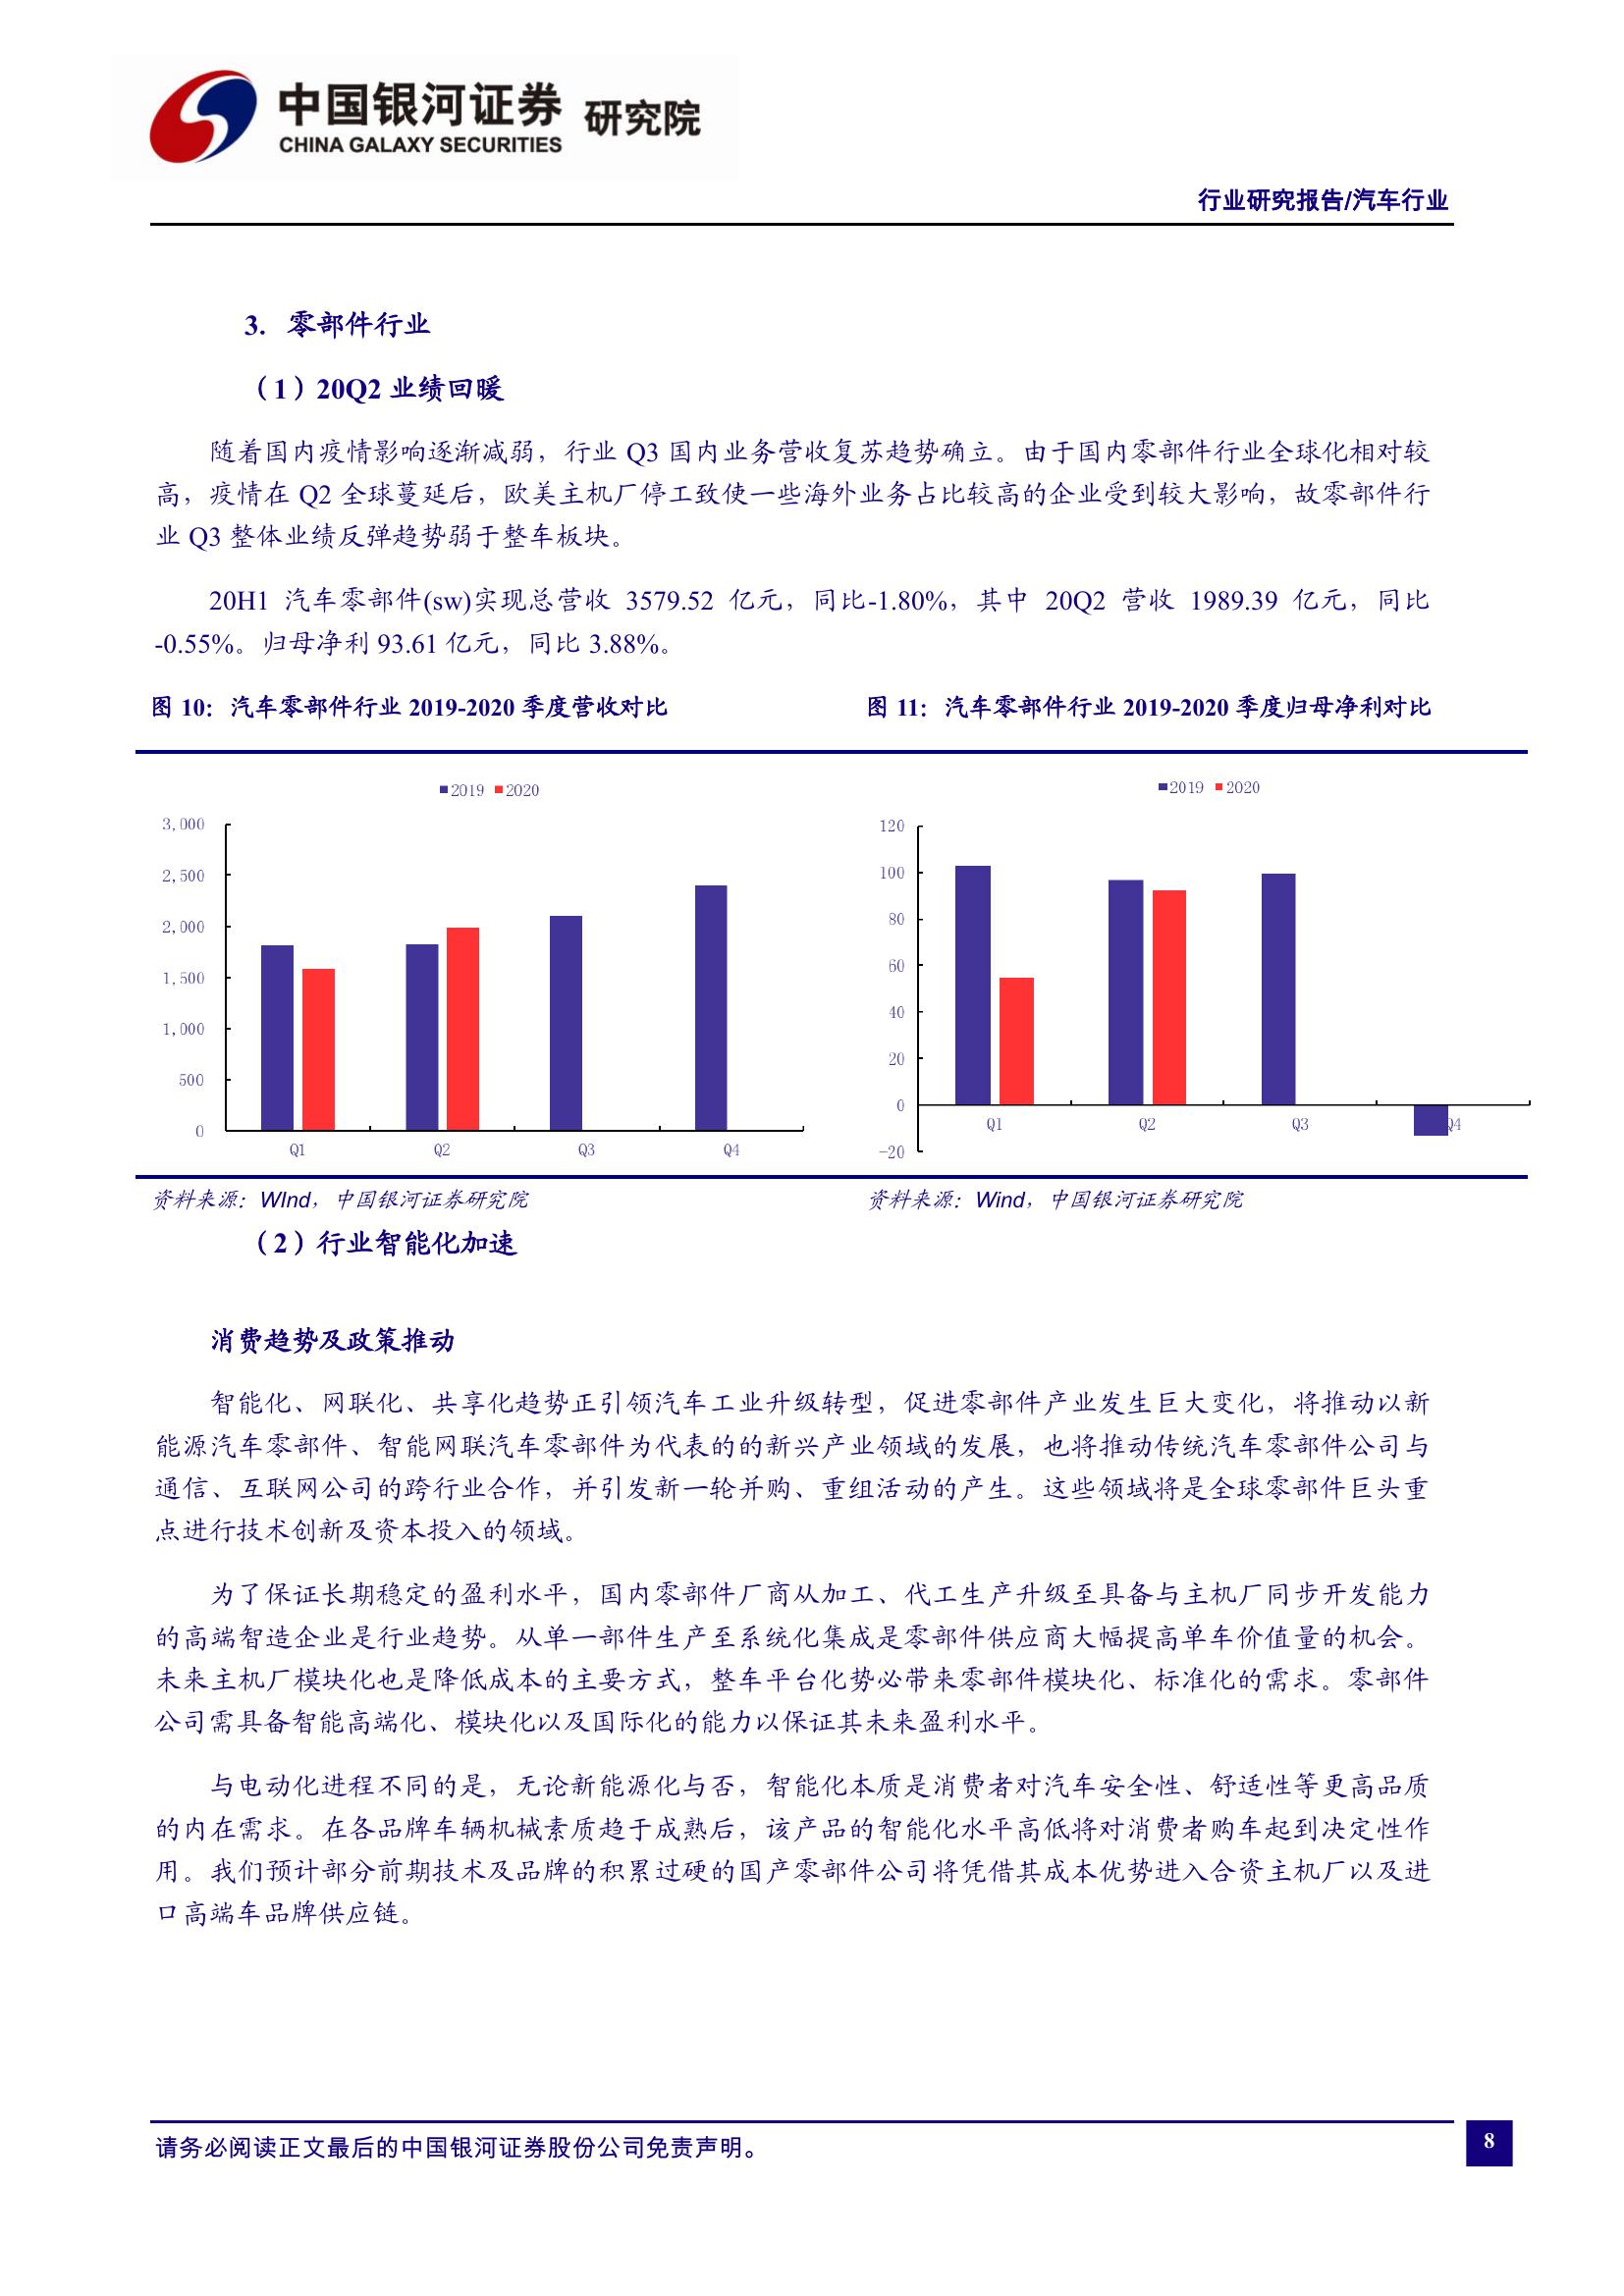 中国银河证券 研究院
CHINA GALAXY SECURITIES
行业研究报告/汽车行业
3. 零部件行业
（1）20Q2 业绩回暖
随着国内疫情影响逐渐减弱，行业 Q3 国内业务营收复苏趋势确立。由于国内零部件行业全球化相对较
高，疫情在 Q2 全球蔓延后，欧美主机厂停工致使一些海外业务占比较高的企业受到较大影响，故零部件行
业 Q3 整体业绩反弹趋势弱于整车板块。
20H1 汽车零部件(sw)实现总营收 3579.52 亿元，同比-1.80%，其中 20Q2 营收 1989.39 亿元，同比
-0.55%。归母净利 93.61 亿元，同比 3.88%。
图 10：汽车零部件行业 2019-2020 季度营收对比
2019 2020
3,000
2,500
2,000
1,500
1,000
500
0
Q1 Q2 Q3 Q4
资料来源：WInd，中国银河证券研究院
图 11：汽车零部件行业 2019-2020 季度归母净利对比
2019 2020
120
100
80
60
40
20
0
-20
Q1 Q2 Q3 Q4
资料来源：Wind，中国银河证券研究院
（2）行业智能化加速
消费趋势及政策推动
智能化、网联化、共享化趋势正引领汽车工业升级转型，促进零部件产业发生巨大变化，将推动以新
能源汽车零部件、智能网联汽车零部件为代表的的新兴产业领域的发展，也将推动传统汽车零部件公司与
通信、互联网公司的跨行业合作，并引发新一轮并购、重组活动的产生。这些领域将是全球零部件巨头重
点进行技术创新及资本投入的领域。
为了保证长期稳定的盈利水平，国内零部件厂商从加工、代工生产升级至具备与主机厂同步开发能力
的高端智造企业是行业趋势。从单一部件生产至系统化集成是零部件供应商大幅提高单车价值量的机会。
未来主机厂模块化也是降低成本的主要方式，整车平台化势必带来零部件模块化、标准化的需求。零部件
公司需具备智能高端化、模块化以及国际化的能力以保证其未来盈利水平。
与电动化进程不同的是，无论新能源化与否，智能化本质是消费者对汽车安全性、舒适性等更高品质
的内在需求。在各品牌车辆机械素质趋于成熟后，该产品的智能化水平高低将对消费者购车起到决定性作
用。我们预计部分前期技术及品牌的积累过硬的国产零部件公司将凭借其成本优势进入合资主机厂以及进
口高端车品牌供应链。
请务必阅读正文最后的中国银河证券股份公司免责声明。
8